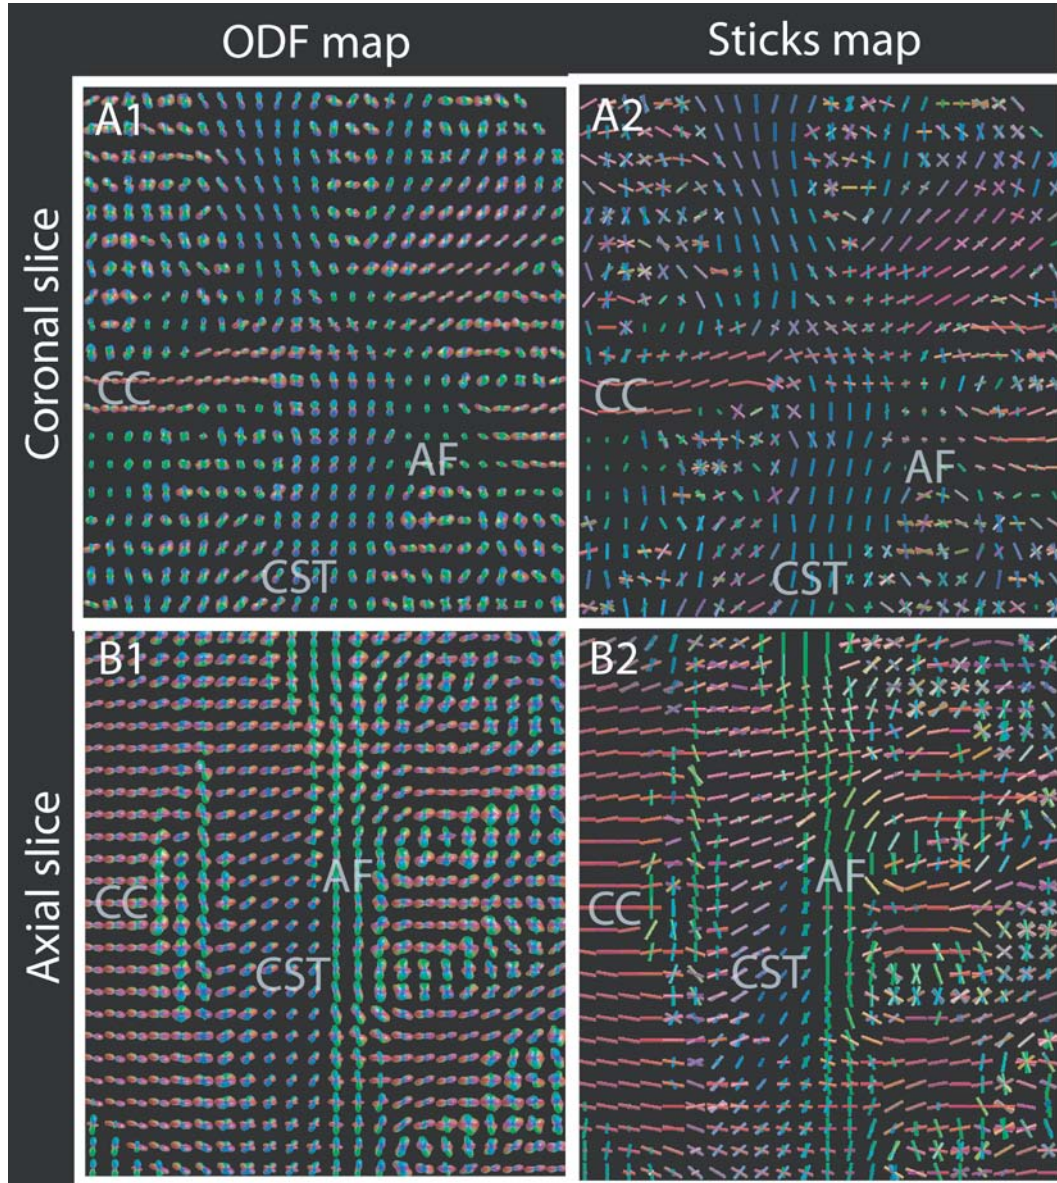 ODF map
Sticks map
Coronal slice
A1
CC
AF
CST
A2
CC
AF
CST
Axial slice
B1
CC
AF
CST
B2
CC
AF
CST